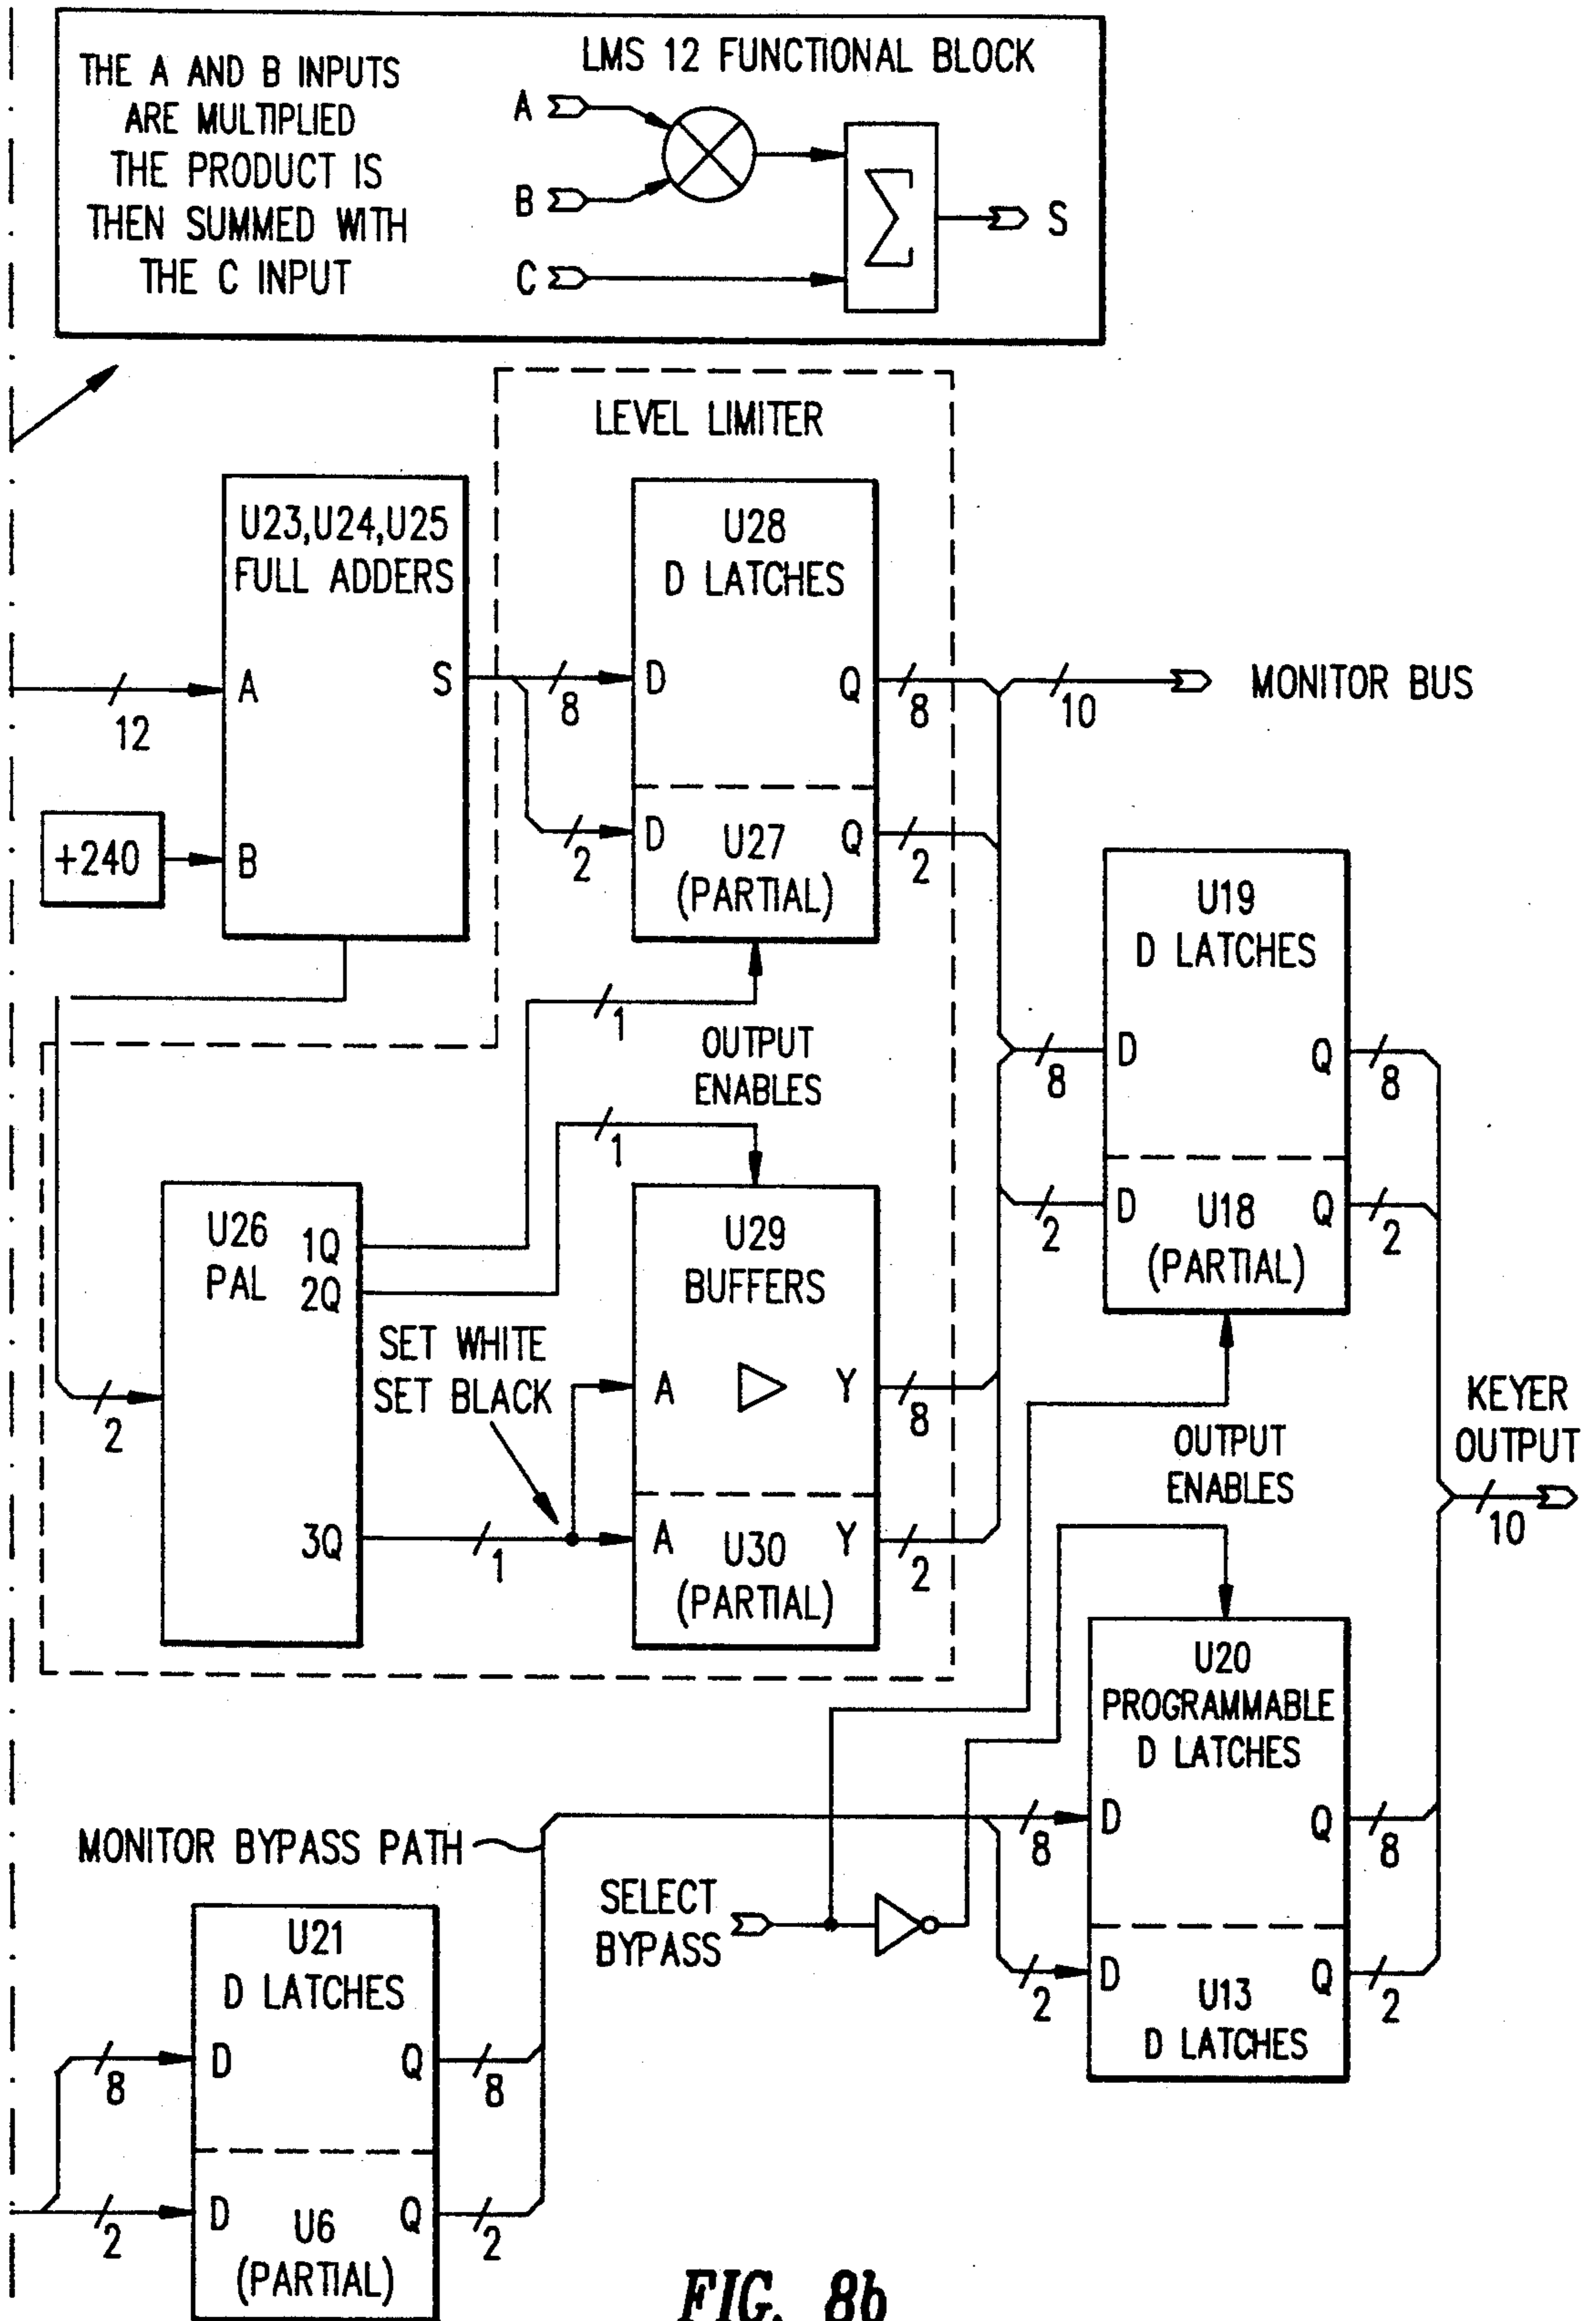 THE A AND B INPUTS
ARE MULTIPLIED
THE PRODUCT IS
THEN SUMMED WITH
THE C INPUT
LMS 12 FUNCTIONAL BLOCK
A
B
C
S
LEVEL LIMITER
U23,U24,U25
FULL ADDERS
12
A
S
+240
B
8
2
U28
D LATCHES
D
Q
D
U27
Q
(PARTIAL)
8
2
10
MONITOR BUS
1
OUTPUT
ENABLES
1
U26
PAL
1Q
2Q
3Q
2
SET WHITE
SET BLACK
1
U29
BUFFERS
A
Y
A
U30
Y
(PARTIAL)
8
2
8
2
U19
D LATCHES
D
Q
D
U18
Q
(PARTIAL)
8
2
OUTPUT
ENABLES
KEYER
OUTPUT
10
U20
PROGRAMMABLE
D LATCHES
D
Q
D
Q
U13
D LATCHES
8
2
8
2
MONITOR BYPASS PATH
SELECT
BYPASS
U21
D LATCHES
D
Q
D
U6
Q
(PARTIAL)
8
2
8
2
FIG. 8b